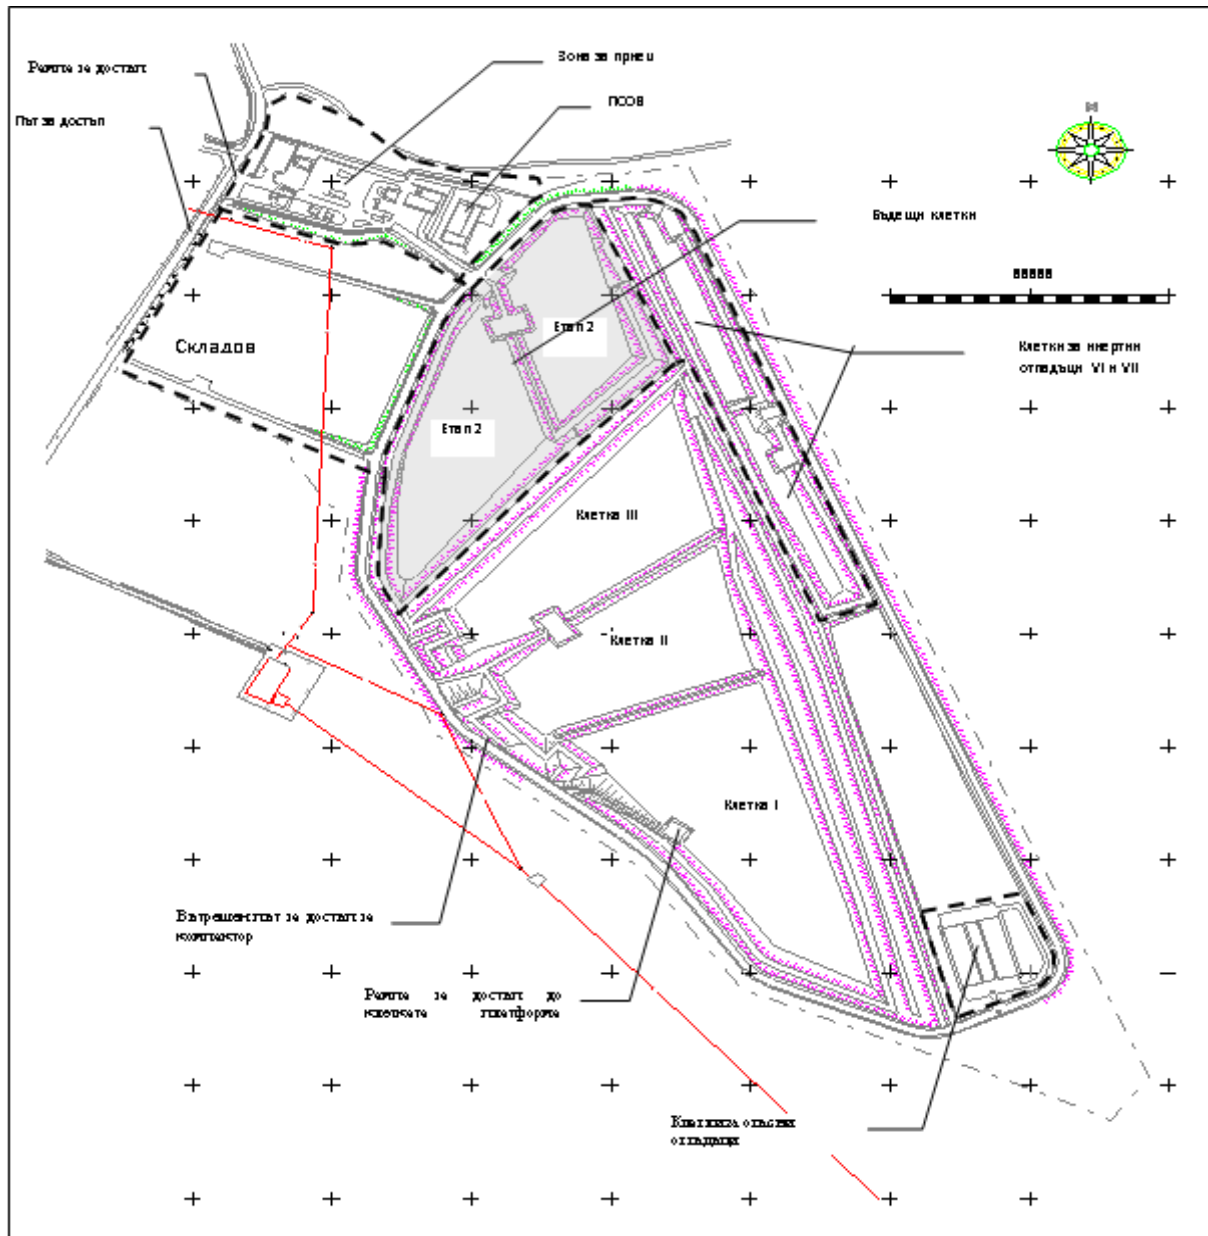 Зона за прием
Рампа за достъп
ПСОВ
Път за достъп
Бъдещи клетки
Етап 2
Складов
Клетки за инертни
отпадъци VI и VII
Етап 2
Клетка III
Клетка II
Клетка I
Вътрешен път за достъп за
компактор
Рампа за достъп до
клетката платформа
Клетки за опасни
отпадъци